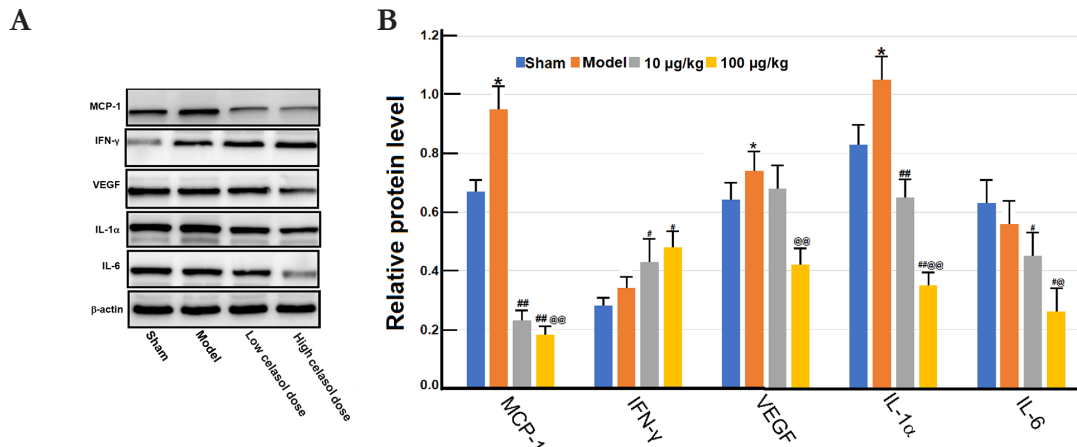 A
MCP-1
IFN-γ
VEGF
IL-1α
IL-6
β-actin
Sham
Model
Low celasol dose
High celasol dose
B
Relative protein level
1.2
1.0
0.8
0.6
0.4
0.2
0.0
Sham Model 10 μg/kg 100 μg/kg
*
##
## @@
#
#
*
@@
*
##
##@@
#
#@
MCP-1
IFN-γ
VEGF
IL-1α
IL-6